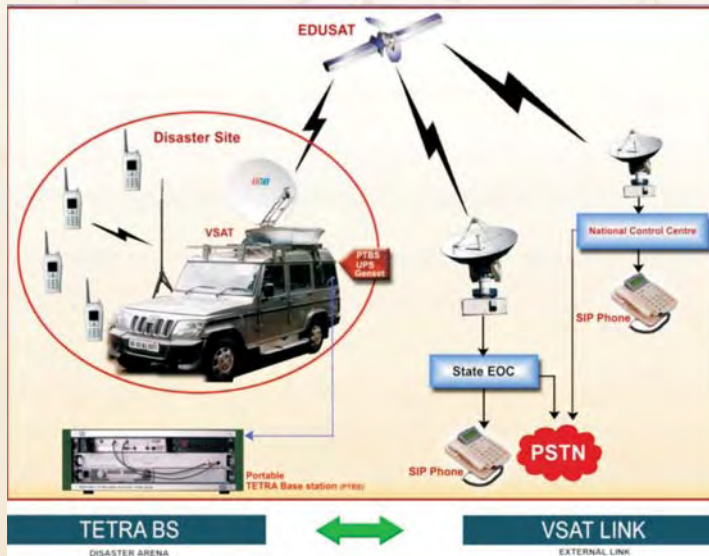 EDUSAT
Disaster Site
VSAT
PTBS
UPS
Genset
National Control Centre
SIP Phone
State EOC
SIP Phone
PSTN
Portable
TETRA Base station (PTBS)
TETRA BS
VSAT LINK
DISASTER ARENA
EXTERNAL LINK